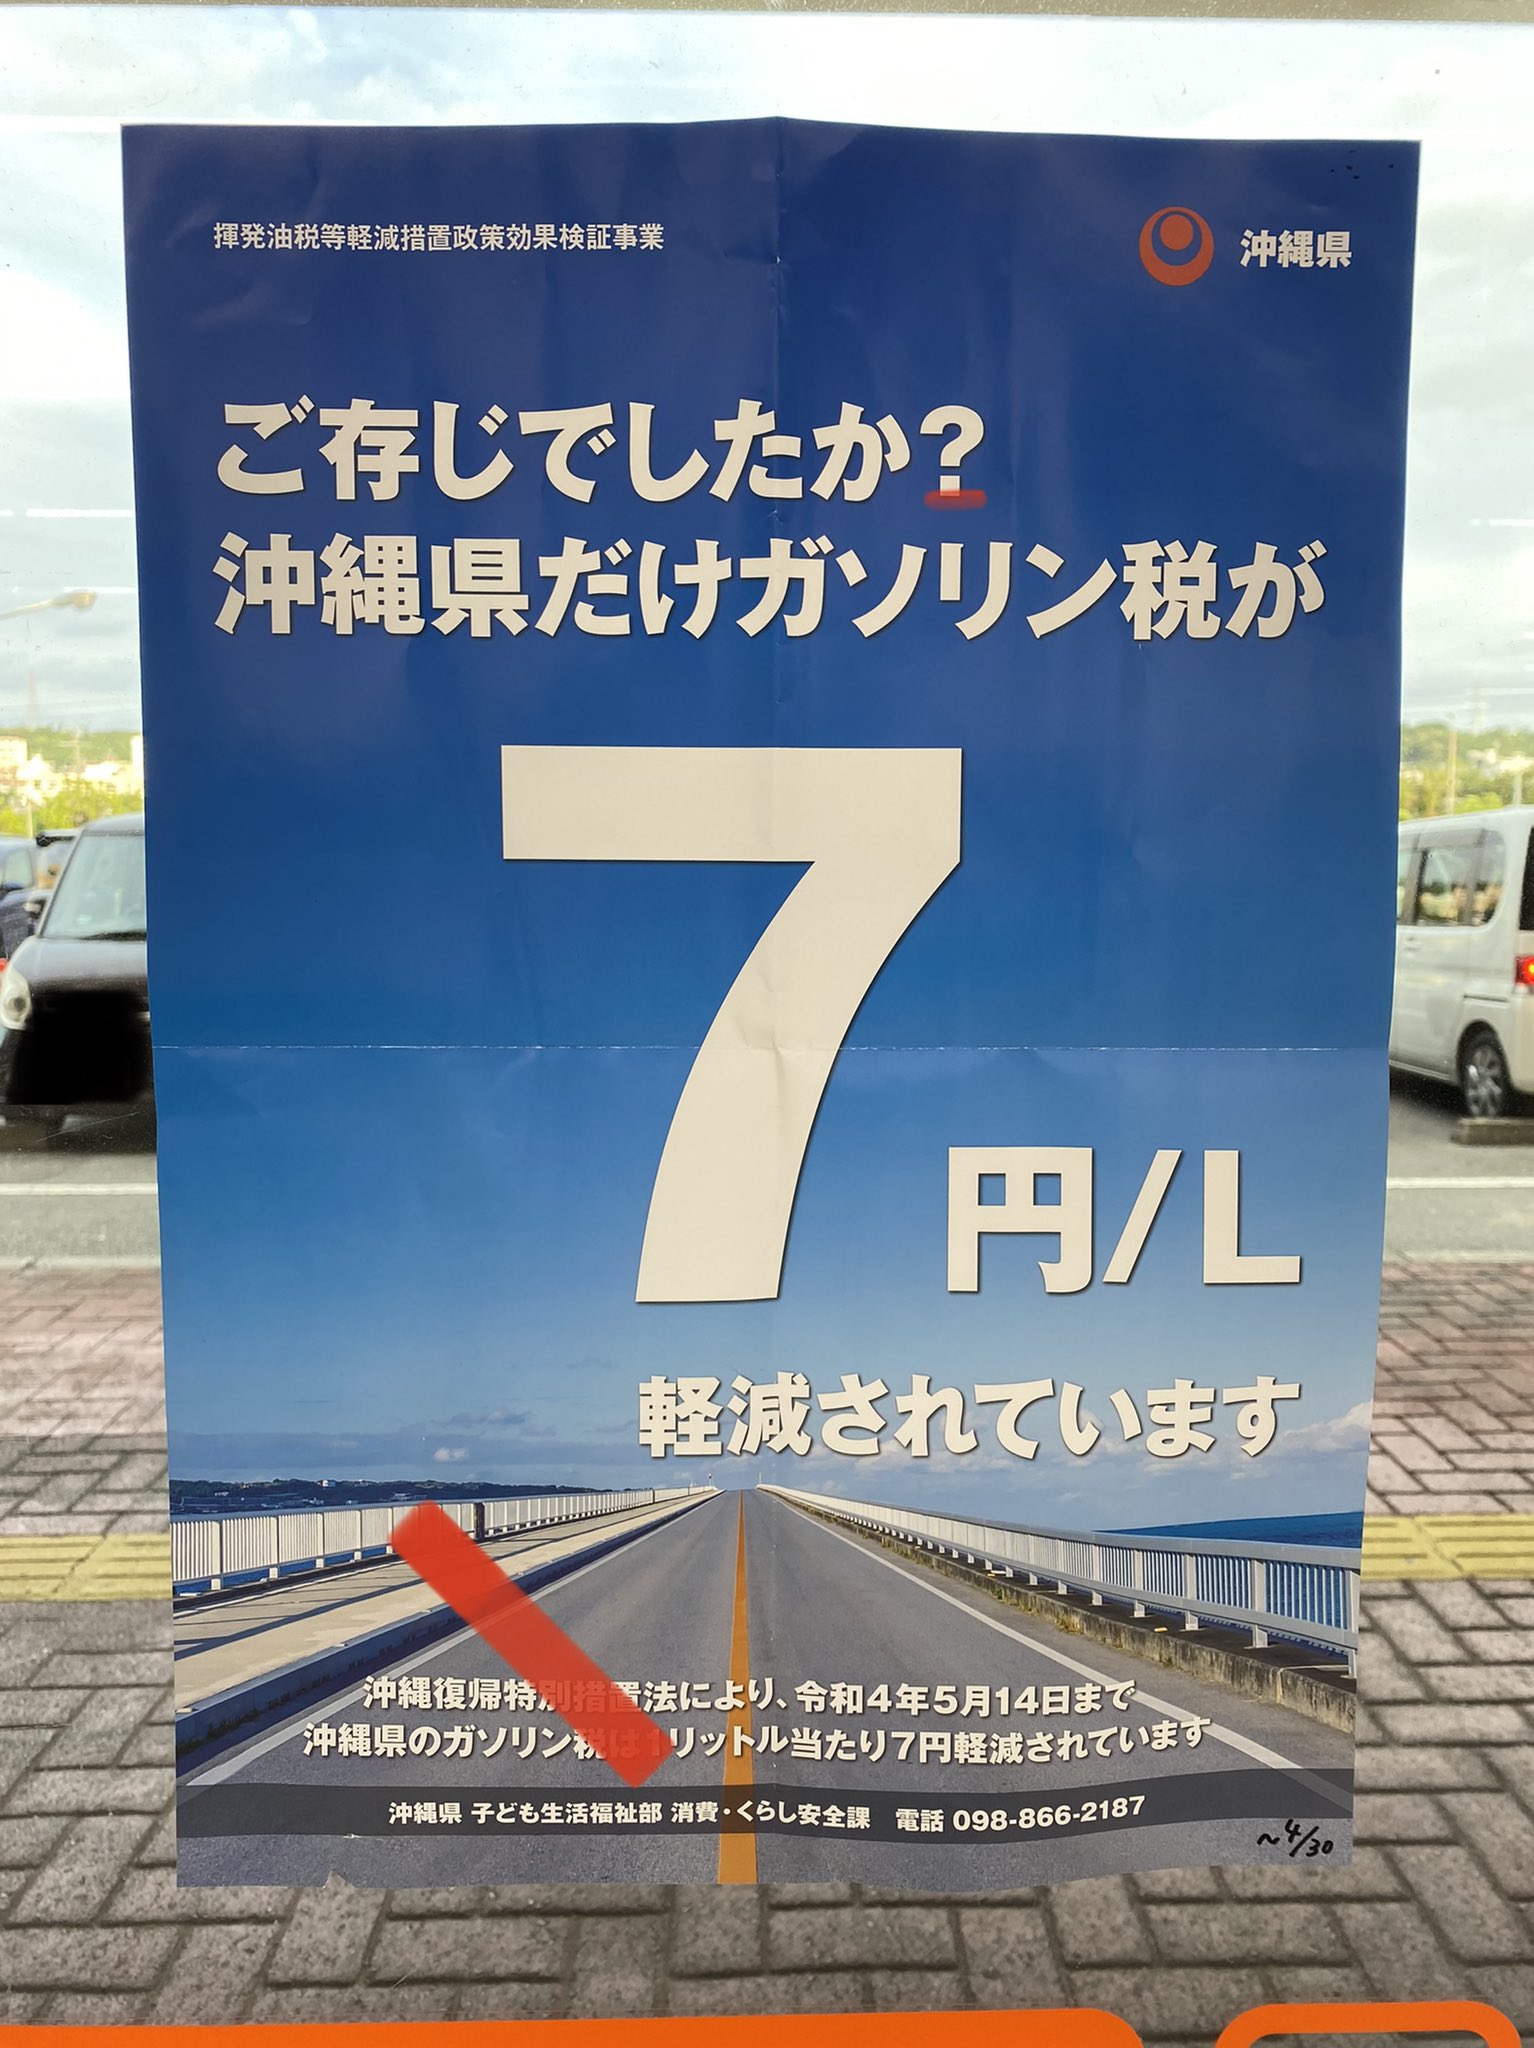 揮発油税等軽減措置政策効果検証事業
沖縄県
ご存じでしたか?
沖縄県だけガソリン税が
7円/L
軽減されています
沖縄復帰特別措置法により、令和4年5月14日まで
沖縄県のガソリン税は1リットル当たり7円軽減されています
沖縄県 子ども生活福祉部 消費・くらし安全課 電話 098-866-2187
~4/30